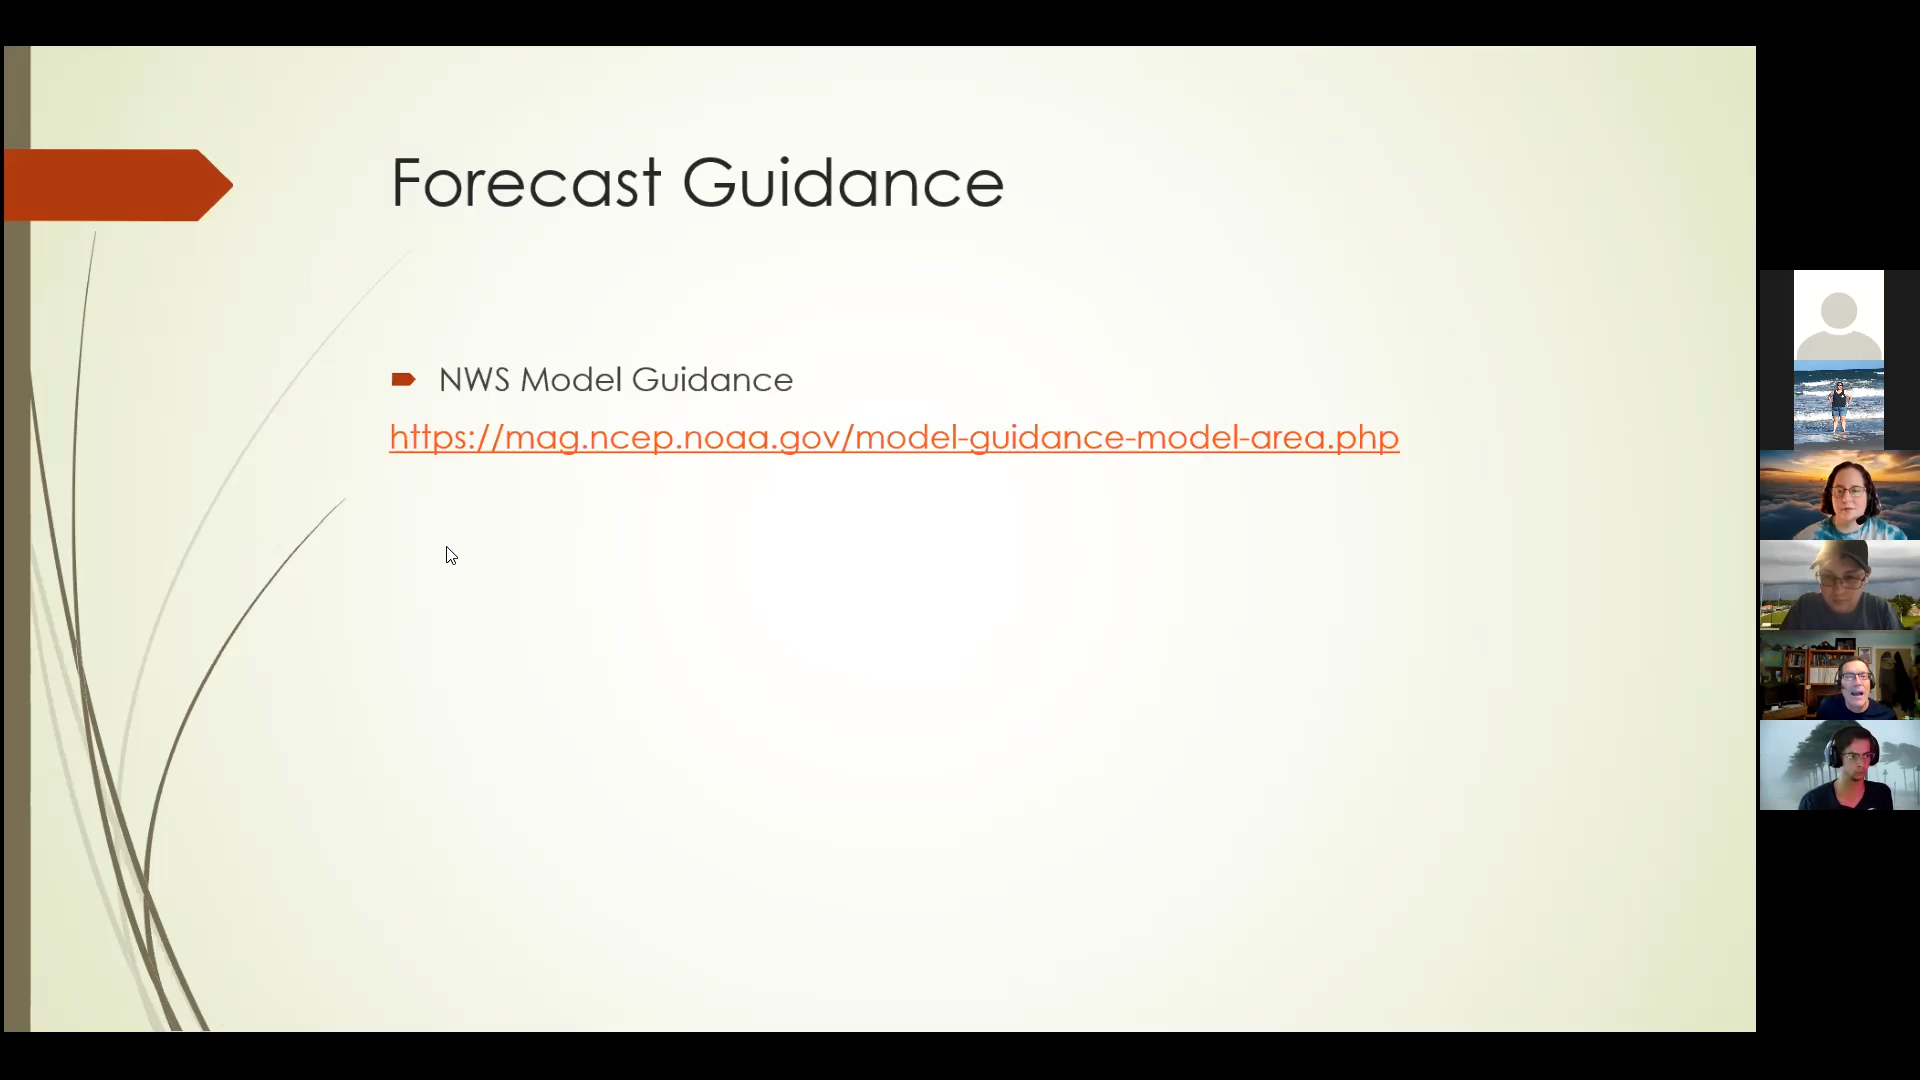 Forecast Guidance
NWS Model Guidance
https://mag.ncep.noaa.gov/model-guidance-model-area.php